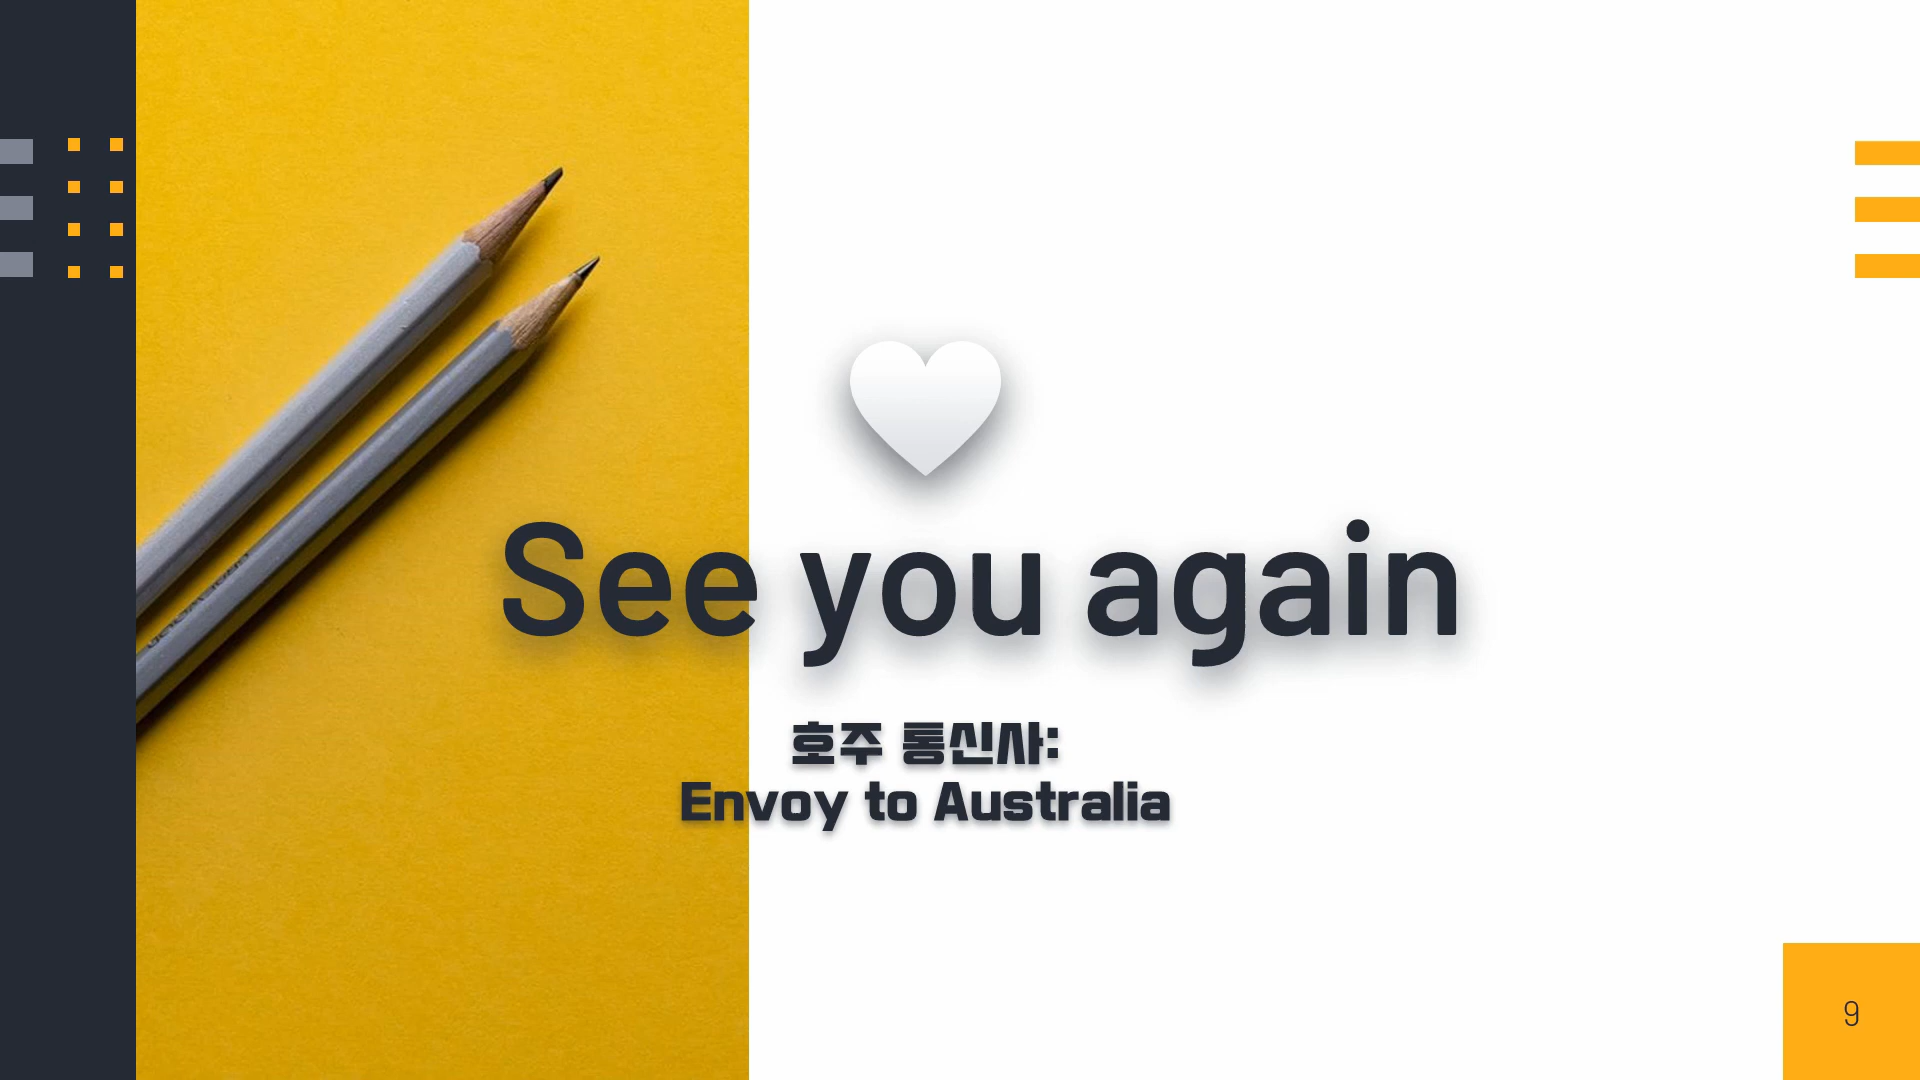 See you again
호주 통신사:
Envoy to Australia
9